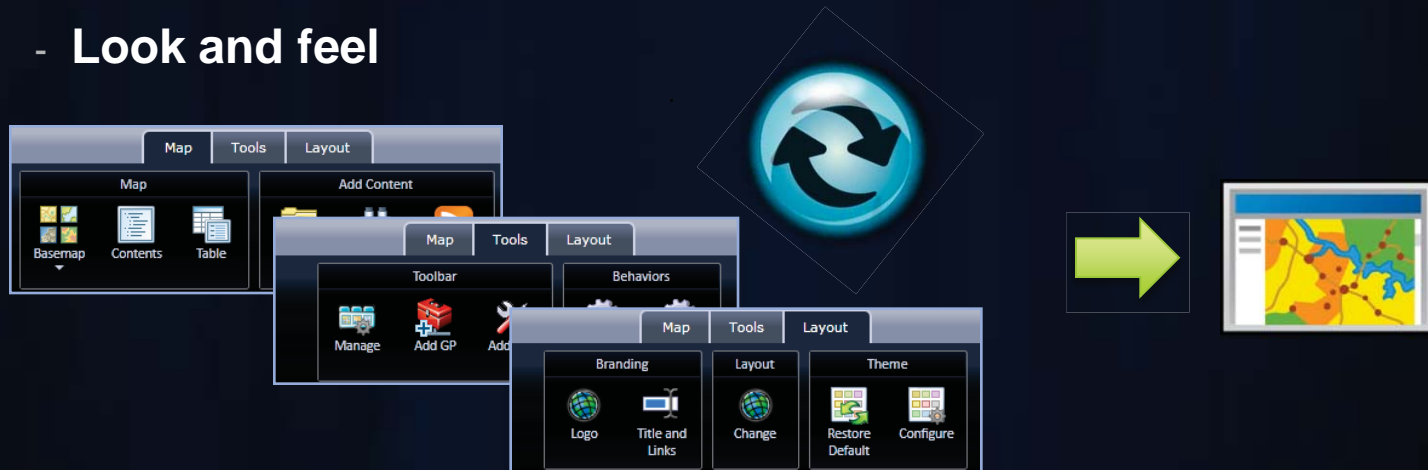 - Look and feel
Map Tools Layout
Map Add Content
Basemap Contents Table
Map Tools Layout
Toolbar Behaviors
Manage Add GP
Map Tools Layout
Branding Layout Theme
Logo Title and Links Change Restore Default Configure